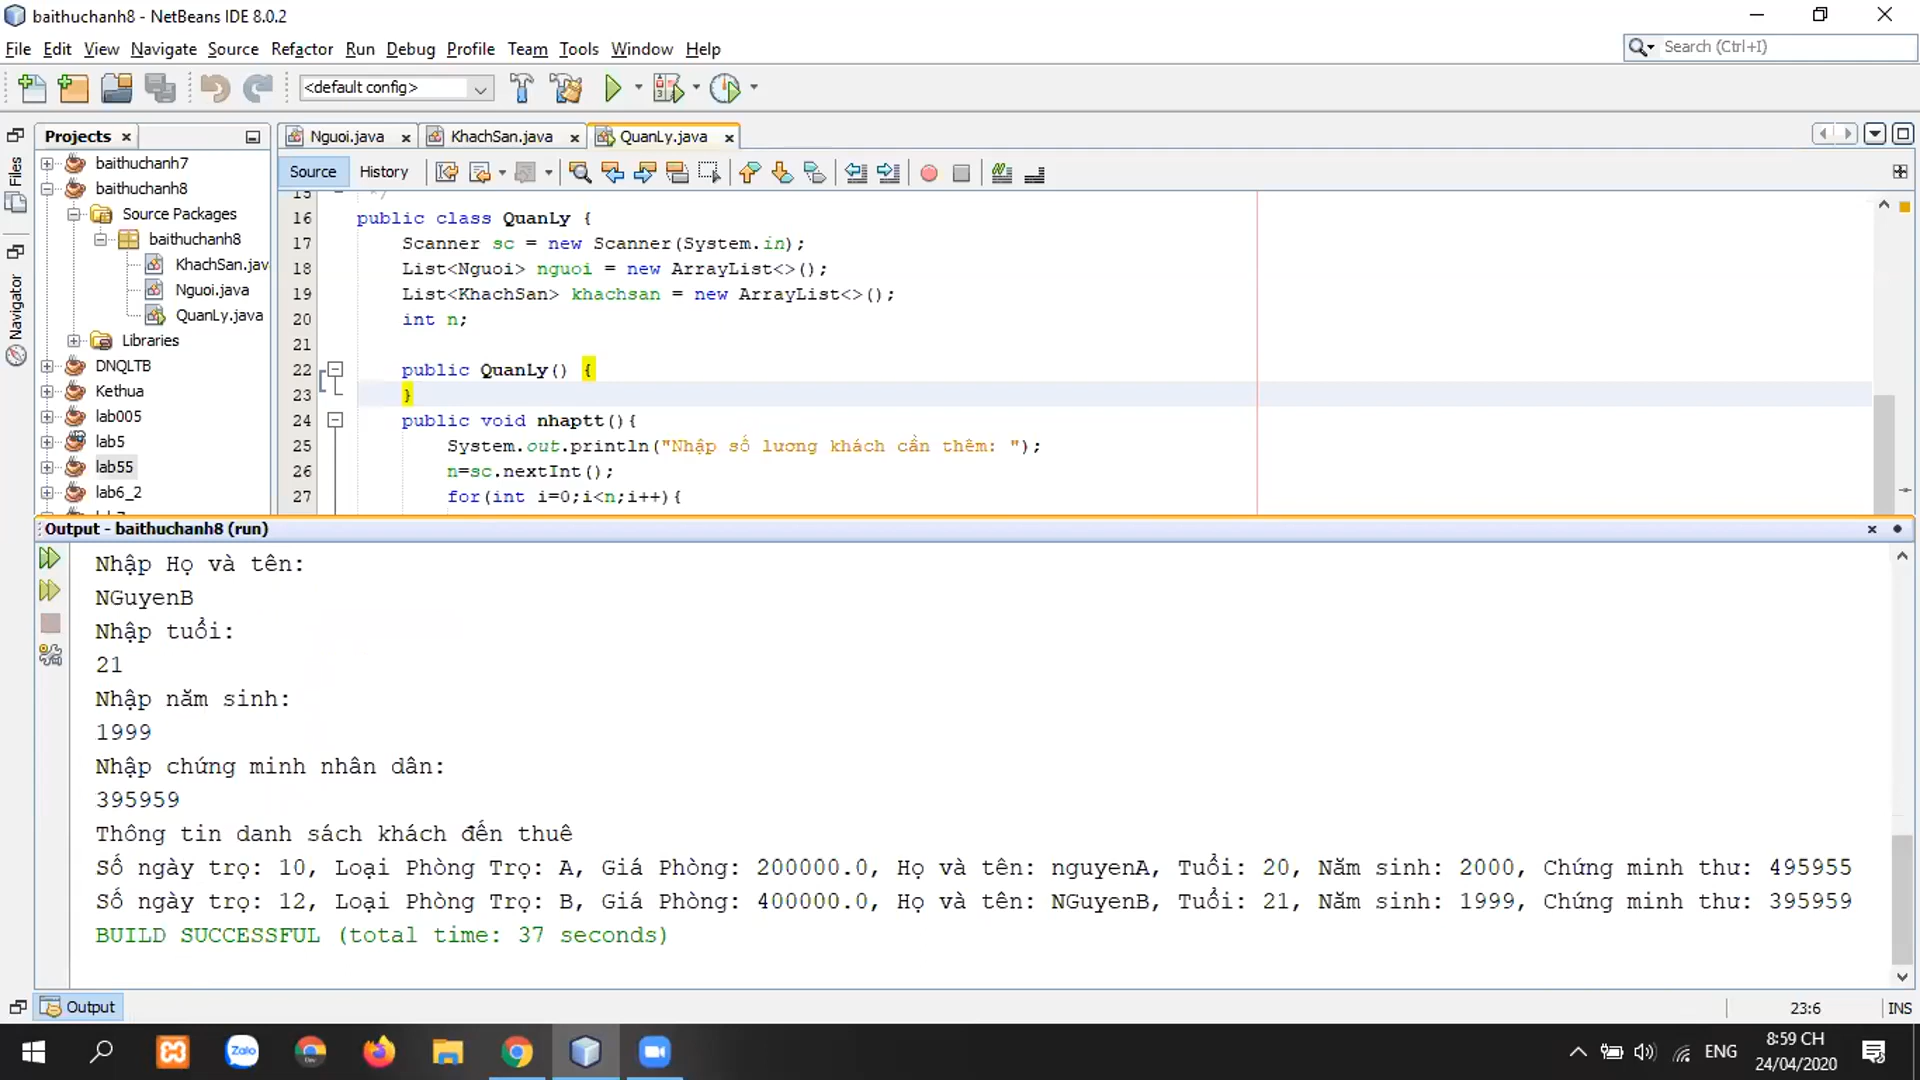 baithuchanh8 - NetBeans IDE 8.0.2
File Edit View Navigate Source Refactor Run Debug Profile Team Tools Window Help
Search (Ctrl+I)
<default config>
Projects
Nguoi.java
KhachSan.java
QuanLy.java
Files
Navigator
baithuchanh7
baithuchanh8
Source Packages
baithuchanh8
KhachSan.jav
Nguoi.java
QuanLy.java
Libraries
DNQLTB
Kethua
lab005
lab5
lab55
lab6_2
Source History
15 */
16 public class QuanLy {
17 Scanner sc = new Scanner(System.in);
18 List<Nguoi> nguoi = new ArrayList<>();
19 List<KhachSan> khachsan = new ArrayList<>();
20 int n;
21
22 public QuanLy() {
23 }
24 public void nhaptt(){
25 System.out.println("Nhập số lương khách cần thêm: ");
26 n=sc.nextInt();
27 for(int i=0;i<n;i++){
Output - baithuchanh8 (run)
Nhập Họ và tên:
NGuyenB
Nhập tuổi:
21
Nhập năm sinh:
1999
Nhập chứng minh nhân dân:
395959
Thông tin danh sách khách đến thuê
Số ngày trọ: 10, Loại Phòng Trọ: A, Giá Phòng: 200000.0, Họ và tên: nguyenA, Tuổi: 20, Năm sinh: 2000, Chứng minh thư: 495955
Số ngày trọ: 12, Loại Phòng Trọ: B, Giá Phòng: 400000.0, Họ và tên: NGuyenB, Tuổi: 21, Năm sinh: 1999, Chứng minh thư: 395959
BUILD SUCCESSFUL (total time: 37 seconds)
Output
23:6 INS
Zalo
Dev
ENG
8:59 CH
24/04/2020